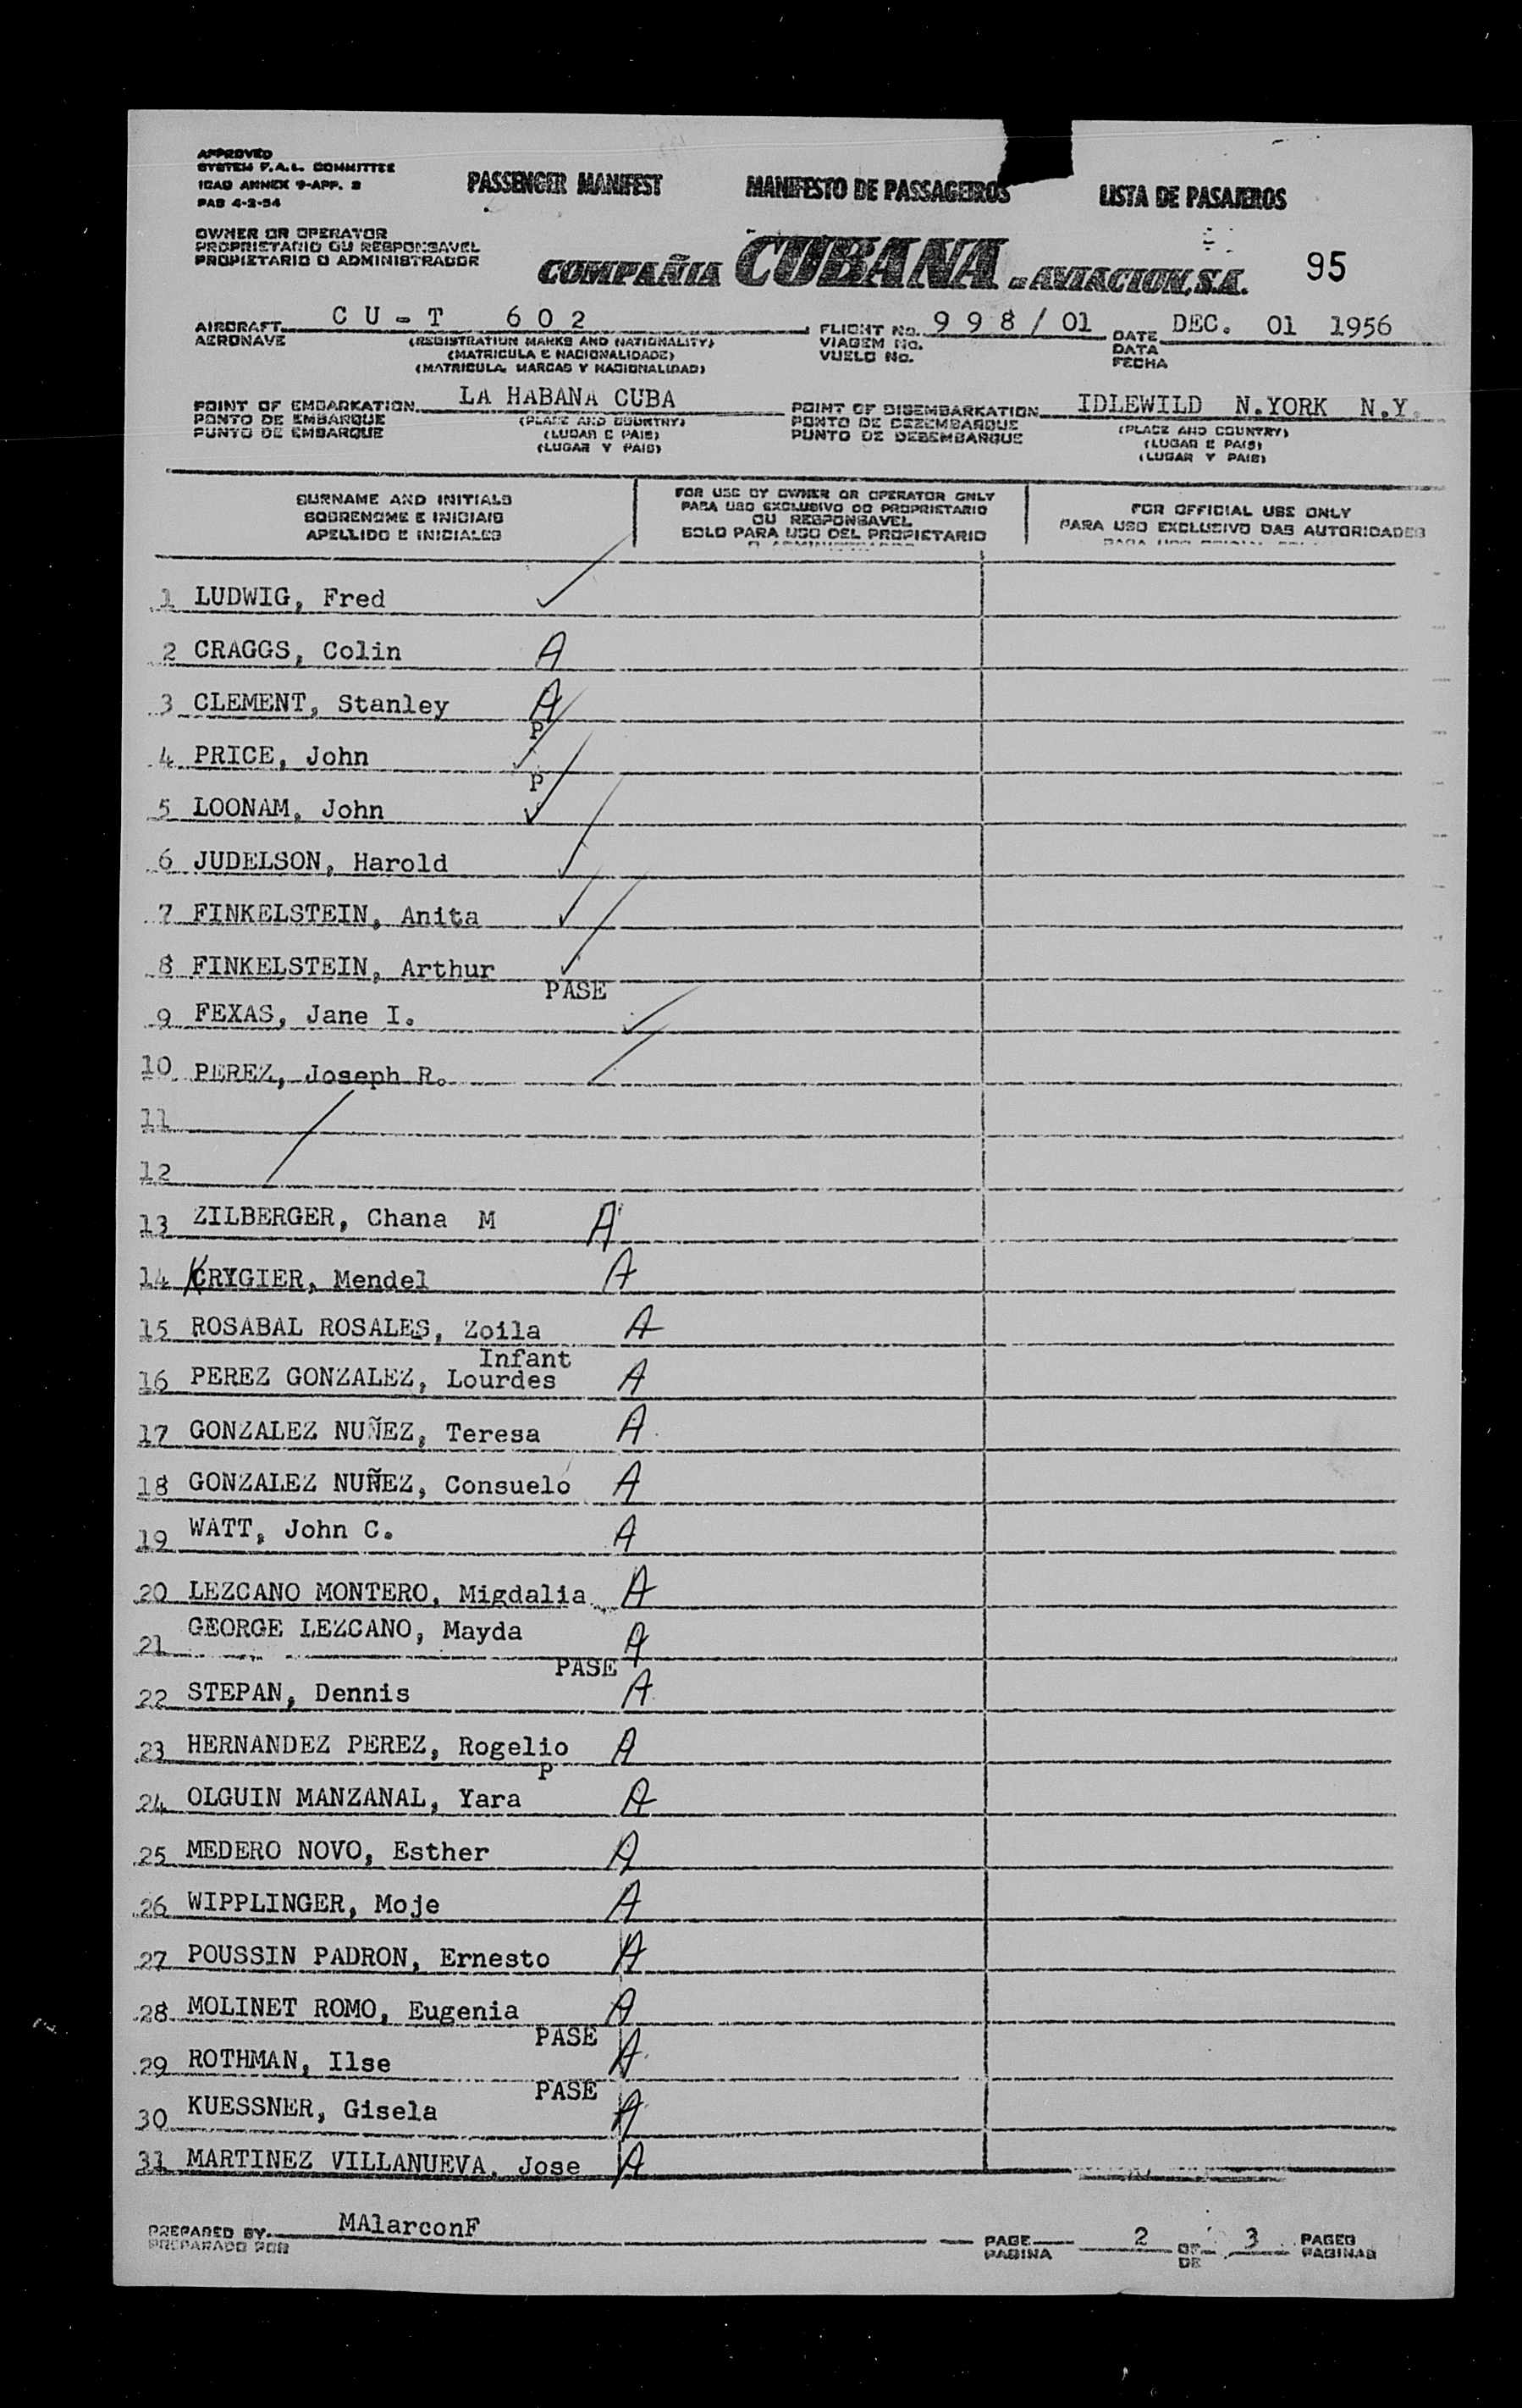 APPROVED
SYSTEM F.A.L. COMMITTEE
ICAO ANNEX 9-APP. 2
PAB 4-2-54
PASSENGER MANIFEST MANIFESTO DE PASSAGEIROS LISTA DE PASAJEROS
OWNER OR OPERATOR
PROPRIETARIO OU RESPONSAVEL
PROPIETARIO O ADMINISTRADOR
COMPAÑIA CUBANA DE AVIACION, S.A. 95
AIRCRAFT CU-T 602 FLIGHT No. 998/01 DATE DEC. 01 1956
AERONAVE (REGISTRATION MARKS AND NATIONALITY) VIAGEM No. DATA
(MATRICULA E NACIONALIDADE) VUELO No. FECHA
(MATRICULA, MARCAS Y NACIONALIDAD)
POINT OF EMBARKATION LA HABANA CUBA POINT OF DISEMBARKATION IDLEWILD N.YORK N.Y.
PONTO DE EMBARQUE (PLACE AND COUNTRY) PONTO DE DEZEMBARQUE (PLACE AND COUNTRY)
PUNTO DE EMBARQUE (LUGAR E PAIS) PUNTO DE DESEMBARQUE (LUGAR E PAIS)
(LUGAR Y PAIS) (LUGAR Y PAIS)
SURNAME AND INITIALS
SOBRENOME E INICIAIS
APELLIDO E INICIALES
FOR USE BY OWNER OR OPERATOR ONLY
PARA USO EXCLUSIVO DO PROPRIETARIO
OU RESPONSAVEL
SOLO PARA USO DEL PROPIETARIO
O ADMINISTRADOR
FOR OFFICIAL USE ONLY
PARA USO EXCLUSIVO DAS AUTORIDADES
1 LUDWIG, Fred
2 CRAGGS, Colin A
3 CLEMENT, Stanley A
P
4 PRICE, John
P
5 LOONAM, John
6 JUDELSON, Harold
7 FINKELSTEIN, Anita
8 FINKELSTEIN, Arthur
PASE
9 FEXAS, Jane I.
10 PEREZ, Joseph R.
11
12
13 ZILBERGER, Chana M A
14 KRYGIER, Mendel A
15 ROSABAL ROSALES, Zoila A
Infant
16 PEREZ GONZALEZ, Lourdes A
17 GONZALEZ NUÑEZ, Teresa A
18 GONZALEZ NUÑEZ, Consuelo A
19 WATT, John C. A
20 LEZCANO MONTERO, Migdalia A
21 GEORGE LEZCANO, Mayda A
PASE
22 STEPAN, Dennis A
23 HERNANDEZ PEREZ, Rogelio A
P
24 OLGUIN MANZANAL, Yara A
25 MEDERO NOVO, Esther A
26 WIPPLINGER, Moje A
27 POUSSIN PADRON, Ernesto A
28 MOLINET ROMO, Eugenia A
PASE
29 ROTHMAN, Ilse A
PASE
30 KUESSNER, Gisela A
31 MARTINEZ VILLANUEVA, Jose A
PREPARED BY MAlarconF PAGE 2 OF 3 PAGES
PREPARADO POR PAGINA DE PAGINAS